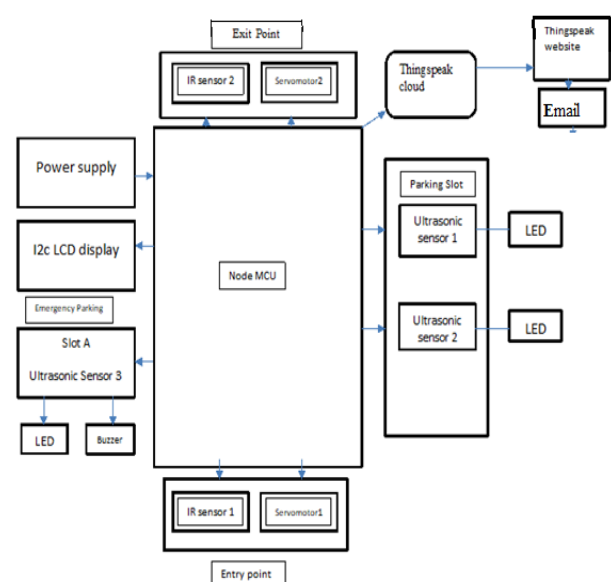 Exit Point
IR sensor 2
Servomotor2
Thingspeak
cloud
Thingspeak
website
Email
Power supply
I2c LCD display
Emergency Parking
Slot A
Ultrasonic Sensor 3
LED
Buzzer
Node MCU
Parking Slot
Ultrasonic
sensor 1
LED
Ultrasonic
sensor 2
LED
IR sensor 1
Servomotor1
Entry point